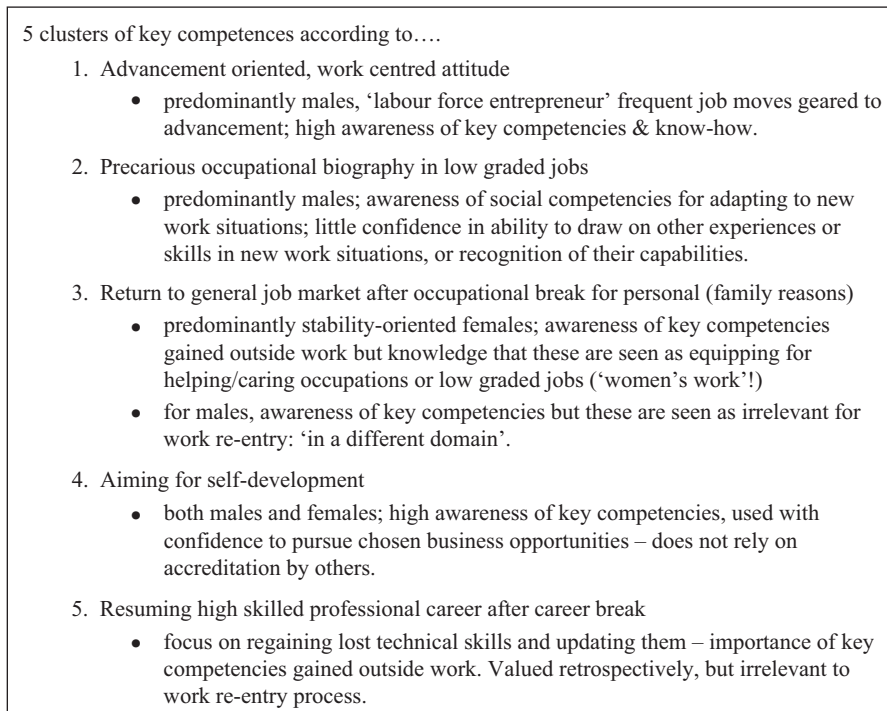 5 clusters of key competences according to….
1. Advancement oriented, work centred attitude
• predominantly males, ‘labour force entrepreneur’ frequent job moves geared to
advancement; high awareness of key competencies & know-how.
2. Precarious occupational biography in low graded jobs
• predominantly males; awareness of social competencies for adapting to new
work situations; little confidence in ability to draw on other experiences or
skills in new work situations, or recognition of their capabilities.
3. Return to general job market after occupational break for personal (family reasons)
• predominantly stability-oriented females; awareness of key competencies
gained outside work but knowledge that these are seen as equipping for
helping/caring occupations or low graded jobs (‘women’s work’!)
• for males, awareness of key competencies but these are seen as irrelevant for
work re-entry: ‘in a different domain’.
4. Aiming for self-development
• both males and females; high awareness of key competencies, used with
confidence to pursue chosen business opportunities – does not rely on
accreditation by others.
5. Resuming high skilled professional career after career break
• focus on regaining lost technical skills and updating them – importance of key
competencies gained outside work. Valued retrospectively, but irrelevant to
work re-entry process.